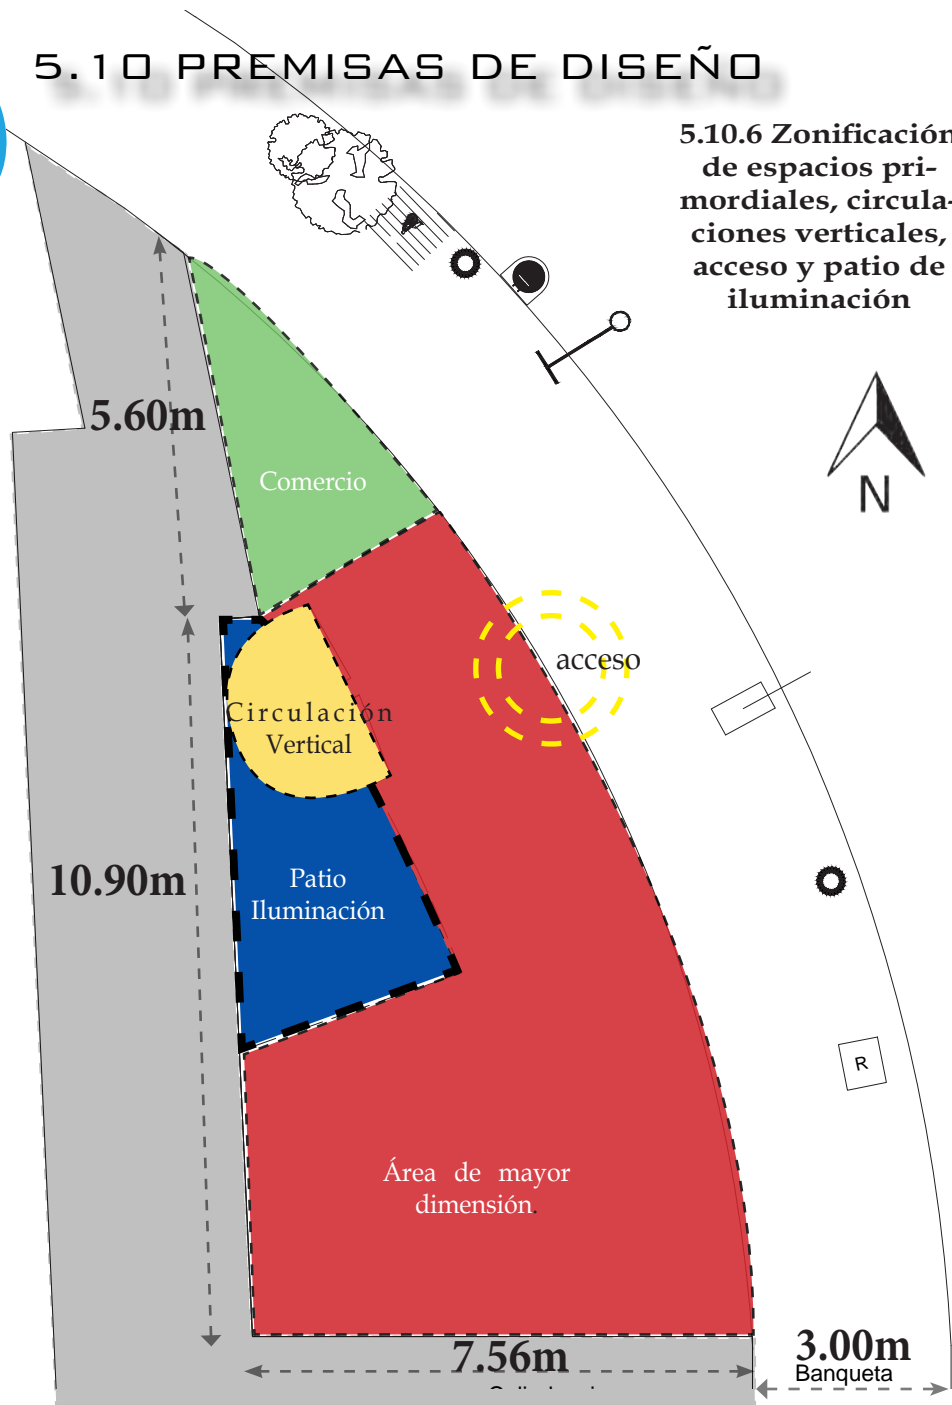 5.10 PREMISAS DE DISEÑO
5.10.6 Zonificación
de espacios pri-
mordiales, circula-
ciones verticales,
acceso y patio de
iluminación
N
5.60m
Comercio
acceso
Circulación
Vertical
10.90m
Patio
Iluminación
R
Área de mayor
dimensión.
7.56m
3.00m
Banqueta